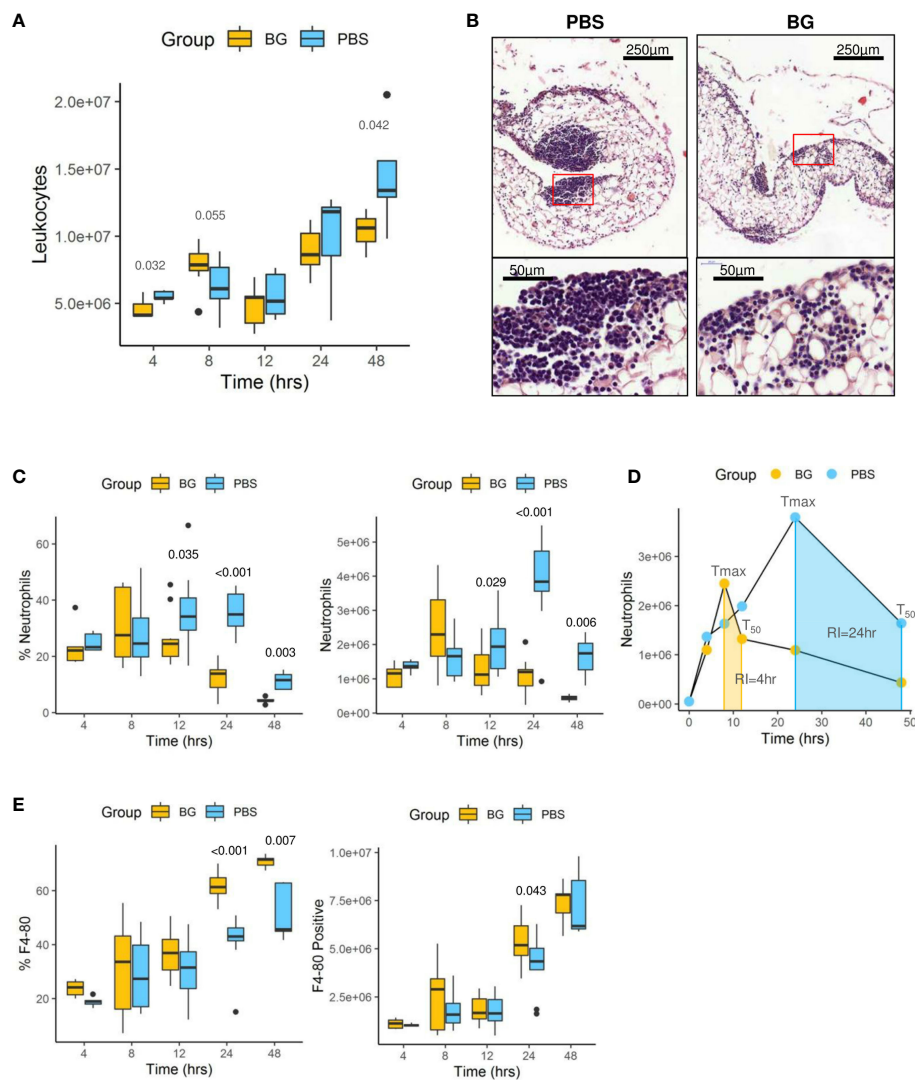 A
Group BG PBS
Leukocytes
2.0e+07
1.5e+07
1.0e+07
5.0e+06
0.032
0.055
0.042
4 8 12 24 48
Time (hrs)
B
PBS BG
250µm 250µm
50µm 50µm
C
Group BG PBS
% Neutrophils
60
40
20
0
0.035
<0.001
0.003
4 8 12 24 48
Time (hrs)
Group BG PBS
Neutrophils
5e+06
4e+06
3e+06
2e+06
1e+06
0e+00
0.029
<0.001
0.006
4 8 12 24 48
Time (hrs)
D
Group BG PBS
Neutrophils
3e+06
2e+06
1e+06
0e+00
Tmax
Tmax
T50
T50
RI=24hr
RI=4hr
0 10 20 30 40 50
Time (hrs)
E
Group BG PBS
% F4-80
60
40
20
<0.001
0.007
4 8 12 24 48
Time (hrs)
Group BG PBS
F4-80 Positive
1.0e+07
7.5e+06
5.0e+06
2.5e+06
0.043
4 8 12 24 48
Time (hrs)